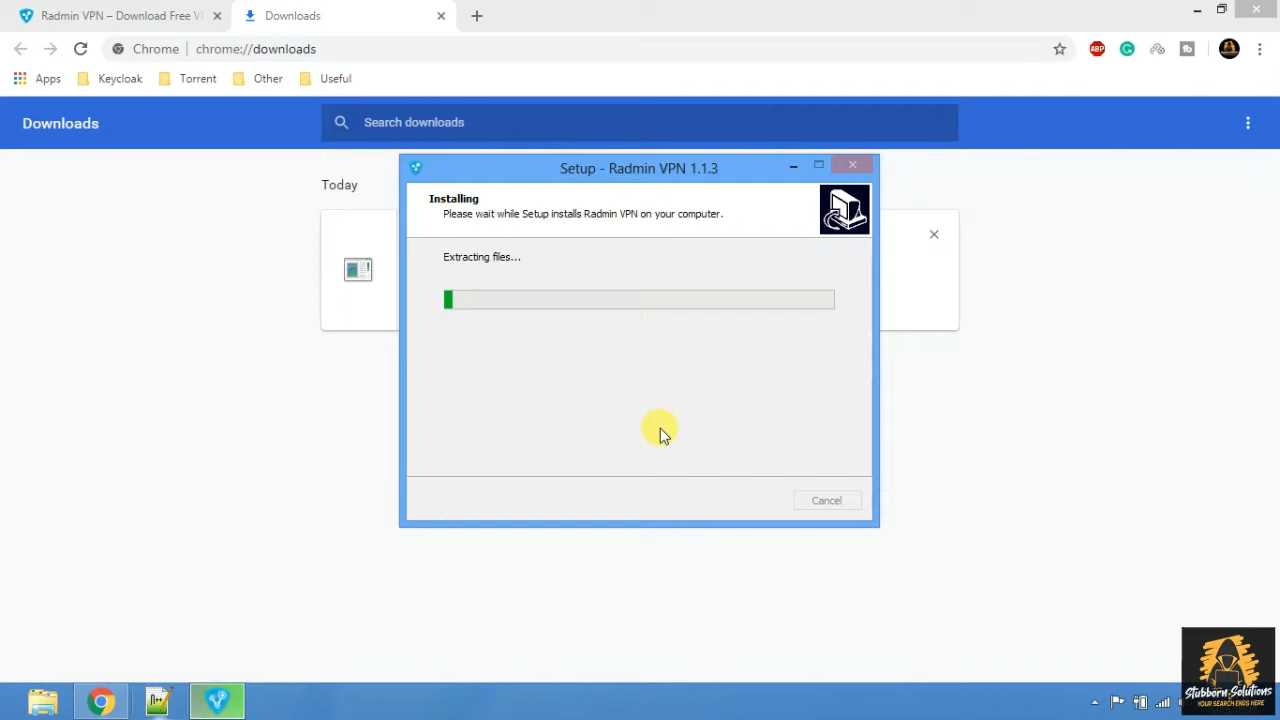 Radmin VPN – Download Free VP
Downloads
Chrome
chrome://downloads
ABP
Apps
Keycloak
Torrent
Other
Useful
Downloads
Search downloads
Today
Setup - Radmin VPN 1.1.3
Installing
Please wait while Setup installs Radmin VPN on your computer.
Extracting files...
Cancel
Stubborn Solutions
YOUR SEARCH ENDS HERE